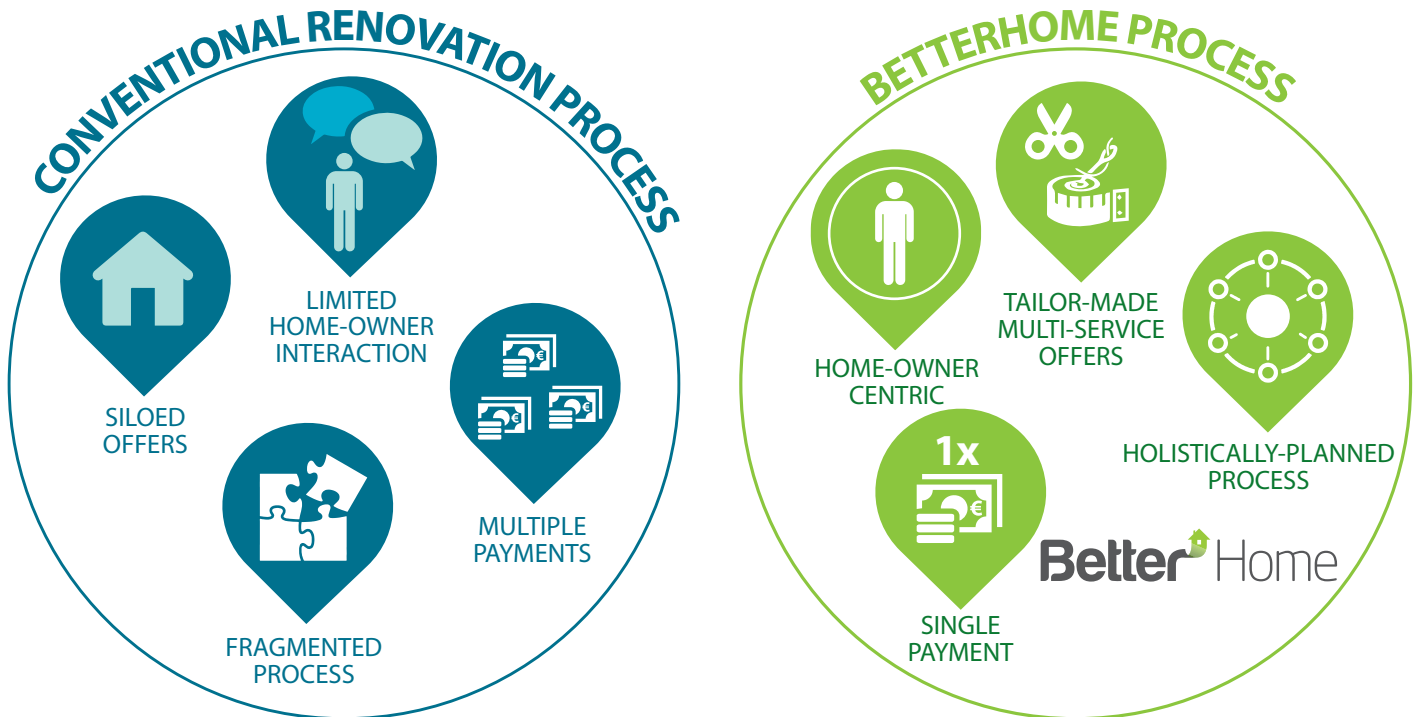 CONVENTIONAL RENOVATION PROCESS
LIMITED
HOME-OWNER
INTERACTION
SILOED
OFFERS
MULTIPLE
PAYMENTS
FRAGMENTED
PROCESS
BETTERHOME PROCESS
TAILOR-MADE
MULTI-SERVICE
OFFERS
HOME-OWNER
CENTRIC
HOLISTICALLY-PLANNED
PROCESS
1x
SINGLE
PAYMENT
Better Home